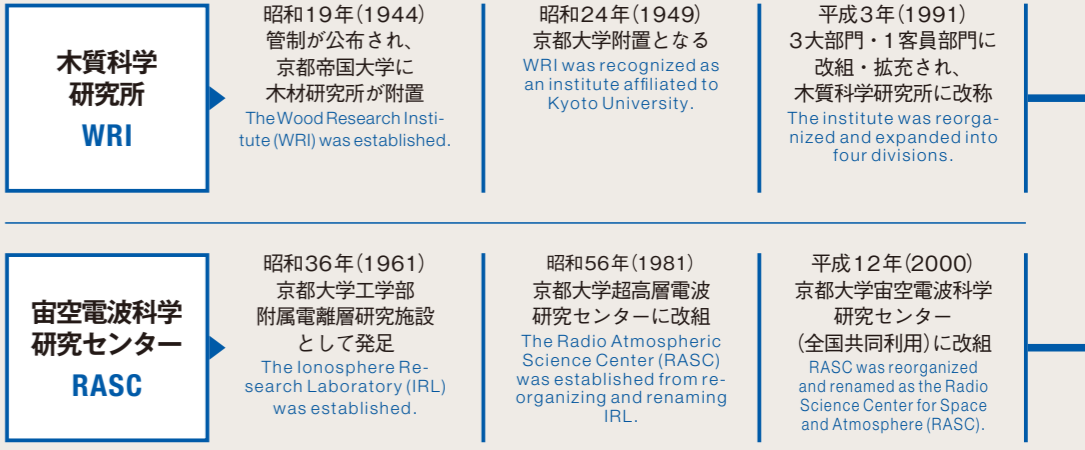 木質科学
研究所
WRI
昭和19年(1944)
管制が公布され、
京都帝国大学に
木材研究所が附置
The Wood Research Insti-
tute (WRI) was established.
昭和24年(1949)
京都大学附置となる
WRI was recognized as
an institute affiliated to
Kyoto University.
平成3年(1991)
3大部門・1客員部門に
改組・拡充され、
木質科学研究所に改称
The institute was reorga-
nized and expanded into
four divisions.
宙空電波科学
研究センター
RASC
昭和36年(1961)
京都大学工学部
附属電離層研究施設
として発足
The Ionosphere Re-
search Laboratory (IRL)
was established.
昭和56年(1981)
京都大学超高層電波
研究センターに改組
The Radio Atmospheric
Science Center (RASC)
was established from re-
organizing and renaming
IRL.
平成12年(2000)
京都大学宙空電波科学
研究センター
(全国共同利用)に改組
RASC was reorganized
and renamed as the Radio
Science Center for Space
and Atmosphere (RASC).